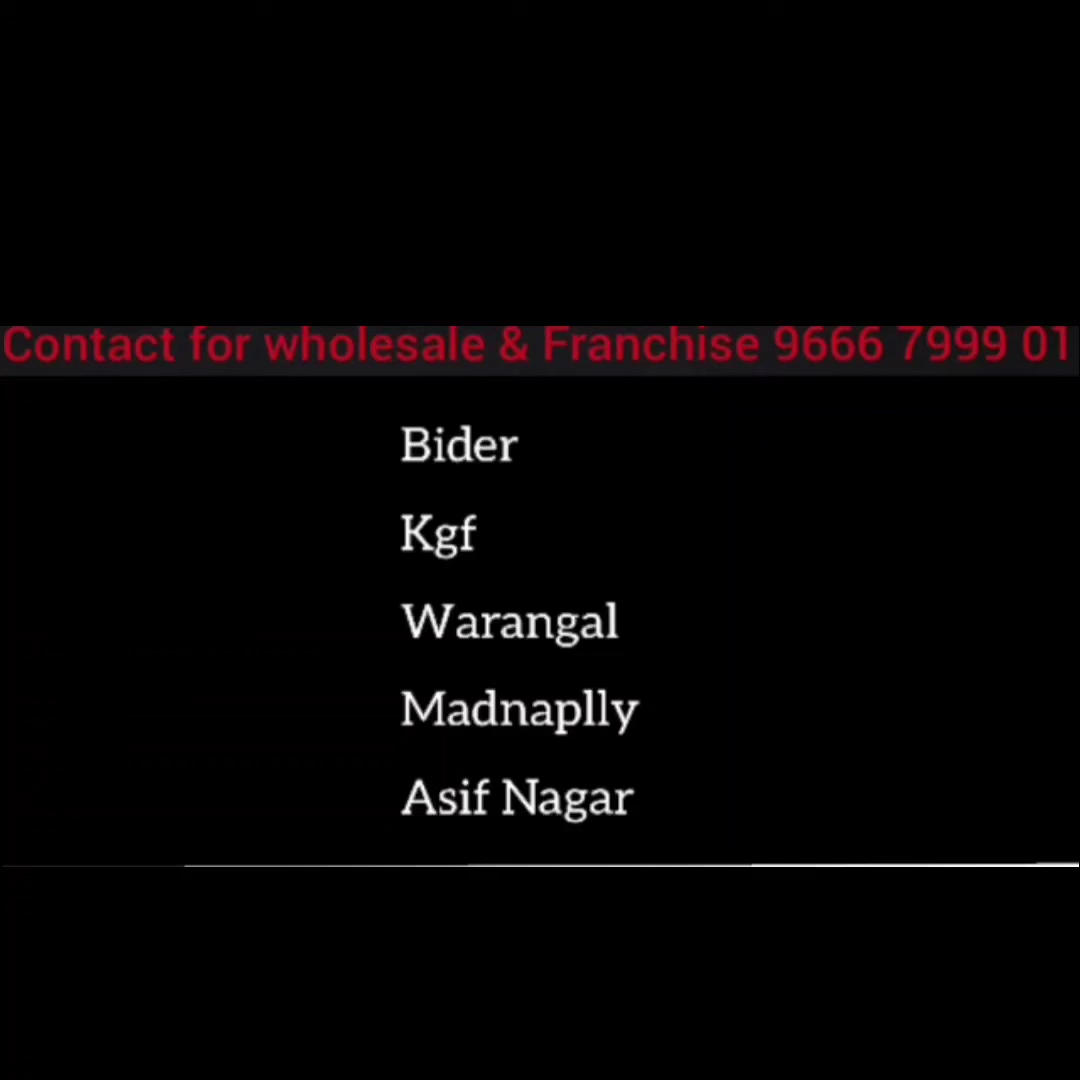 Contact for wholesale & Franchise 9666 7999 01
Bider
Kgf
Warangal
Madnaplly
Asif Nagar